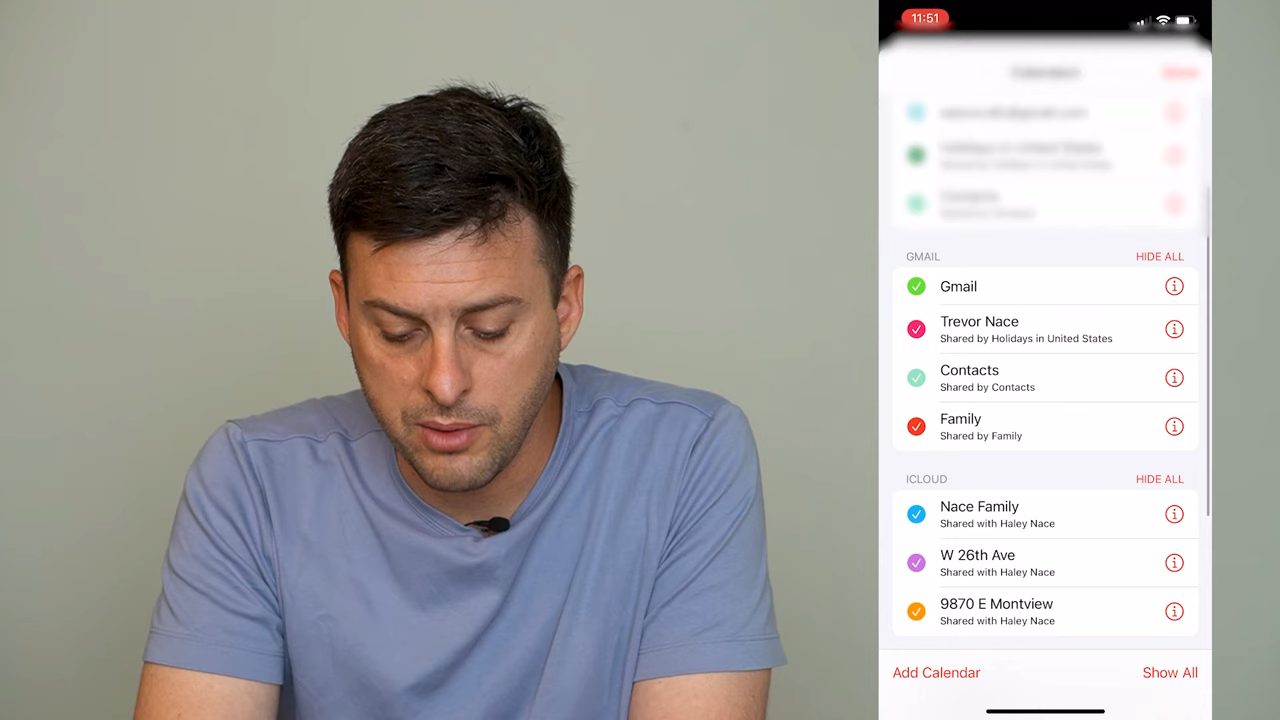 11:51
GMAIL HIDE ALL
Gmail
Trevor Nace
Shared by Holidays in United States
Contacts
Shared by Contacts
Family
Shared by Family
ICLOUD HIDE ALL
Nace Family
Shared with Haley Nace
W 26th Ave
Shared with Haley Nace
9870 E Montview
Shared with Haley Nace
Add Calendar Show All